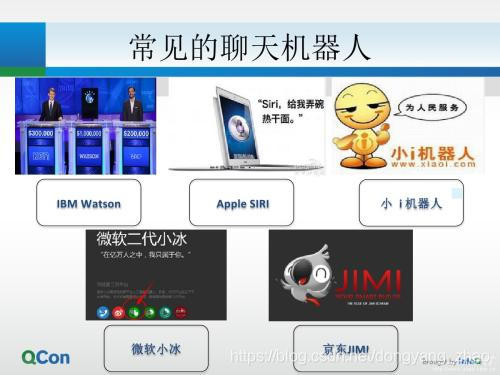 常见的聊天机器人
$300,000
$1,000,000
$200,000
WATSON
“Siri，给我弄碗
热干面。”
为人民服务
小i机器人
www.xiaoi.com
IBM Watson
Apple SIRI
小 i 机器人
微软二代小冰
“在亿万人之中，我只属于你。”
JIMI
微软小冰
京东JIMI
QCon
Brought by InfoQ
https://blog.csdn.net/dongyang_zhao